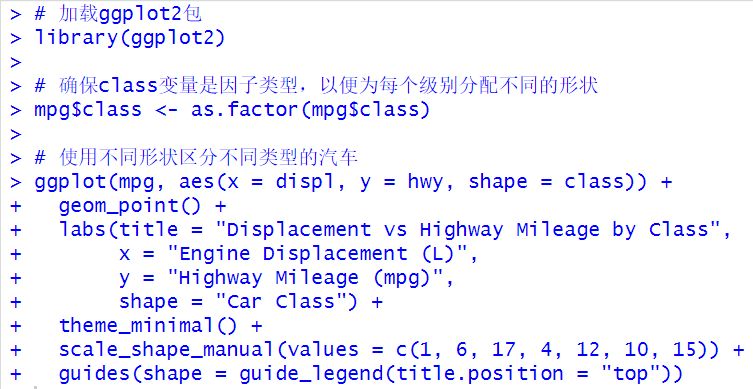 > # 加载ggplot2包
> library(ggplot2)
>
> # 确保class变量是因子类型，以便为每个级别分配不同的形状
> mpg$class <- as.factor(mpg$class)
>
> # 使用不同形状区分不同类型的汽车
> ggplot(mpg, aes(x = displ, y = hwy, shape = class)) +
+   geom_point() +
+   labs(title = "Displacement vs Highway Mileage by Class",
+        x = "Engine Displacement (L)",
+        y = "Highway Mileage (mpg)",
+        shape = "Car Class") +
+   theme_minimal() +
+   scale_shape_manual(values = c(1, 6, 17, 4, 12, 10, 15)) +
+   guides(shape = guide_legend(title.position = "top"))